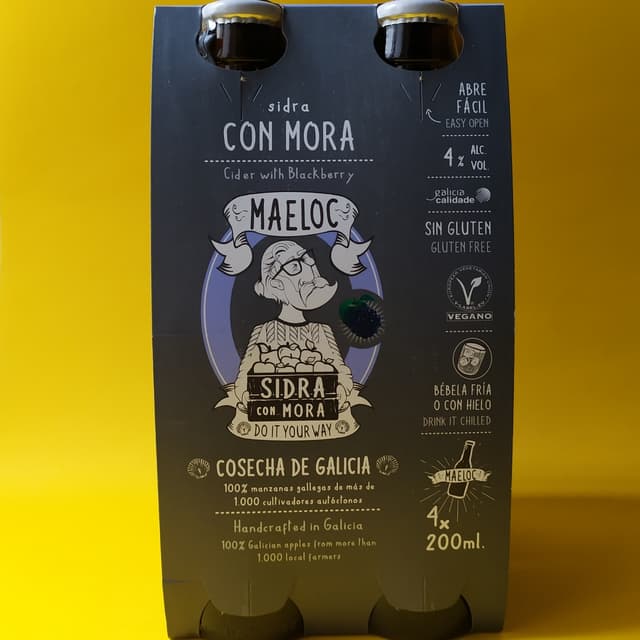 sidra
CON MORA
Cider with Blackberry
MAELOC
SIDRA
CON MORA
DO IT YOUR WAY
COSECHA DE GALICIA
100% manzanas gallegas de más de
1.000 cultivadores autóctonos
Handcrafted in Galicia
100% Galician apples from more than
1.000 local farmers
ABRE
FÁCIL
EASY OPEN
4% ALC.
VOL.
galicia
calidade
SIN GLUTEN
GLUTEN FREE
VEGANO
BÉBELA FRÍA
O CON HIELO
DRINK IT CHILLED
MAELOC
4x
200ml.